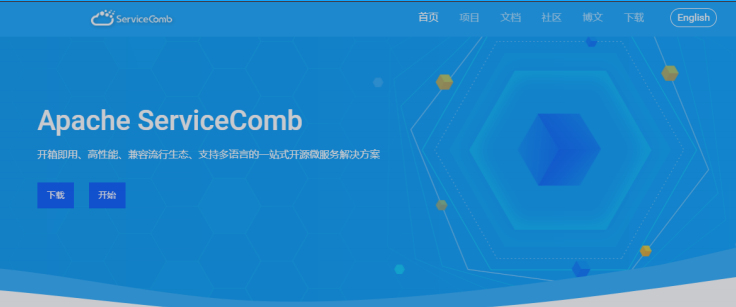 ServiceComb
首页 项目 文档 社区 博文 下载 English
Apache ServiceComb
开箱即用、高性能、兼容流行生态、支持多语言的一站式开源微服务解决方案
下载 开始